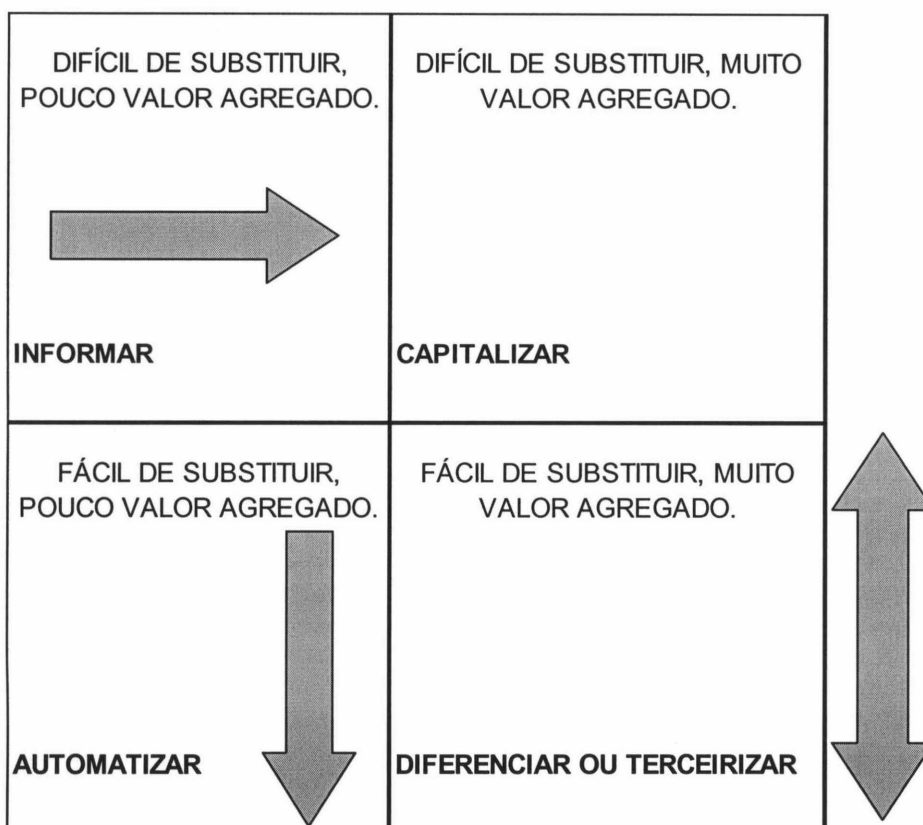 DIFÍCIL DE SUBSTITUIR,
POUCO VALOR AGREGADO.
INFORMAR
DIFÍCIL DE SUBSTITUIR, MUITO
VALOR AGREGADO.
CAPITALIZAR
FÁCIL DE SUBSTITUIR,
POUCO VALOR AGREGADO.
AUTOMATIZAR
FÁCIL DE SUBSTITUIR, MUITO
VALOR AGREGADO.
DIFERENCIAR OU TERCEIRIZAR